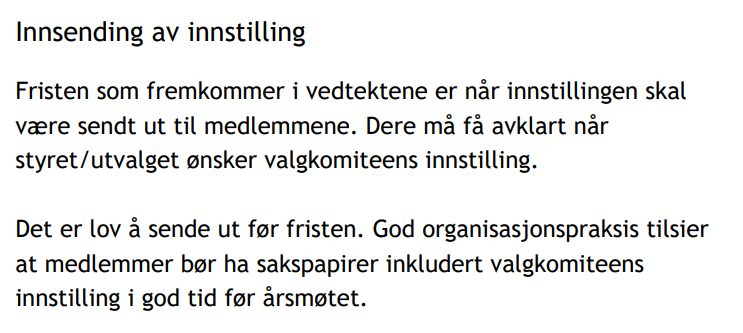 Innsending av innstilling
Fristen som fremkommer i vedtektene er når innstillingen skal
være sendt ut til medlemmene. Dere må få avklart når
styret/utvalget ønsker valgkomiteens innstilling.
Det er lov å sende ut før fristen. God organisasjonspraksis tilsier
at medlemmer bør ha sakspapirer inkludert valgkomiteens
innstilling i god tid før årsmøtet.